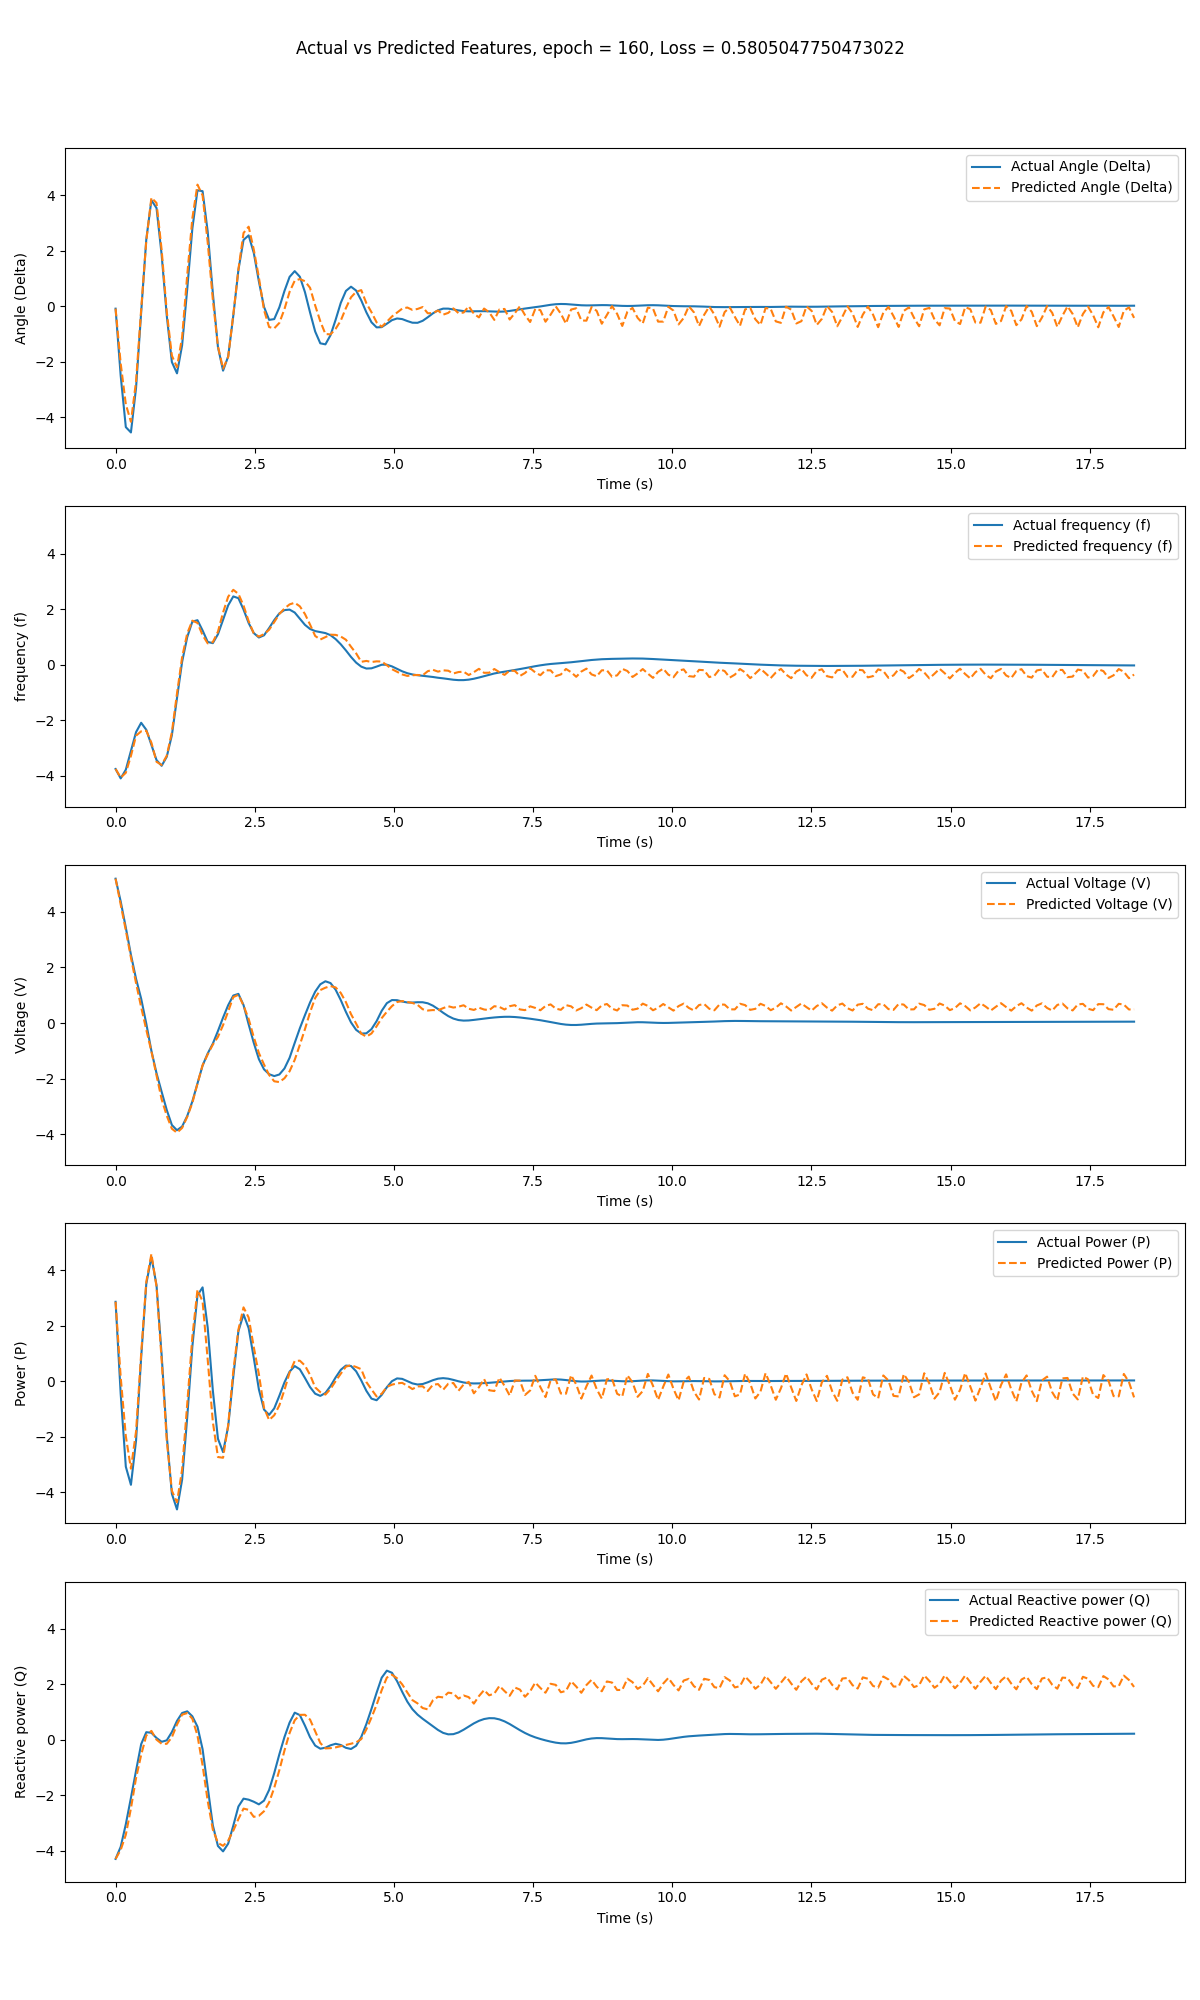 Actual vs Predicted Features, epoch = 160, Loss = 0.5805047750473022
Actual Angle (Delta)
Predicted Angle (Delta)
Angle (Delta)
4
2
0
−2
−4
0.0 2.5 5.0 7.5 10.0 12.5 15.0 17.5
Time (s)
Actual frequency (f)
Predicted frequency (f)
frequency (f)
4
2
0
−2
−4
0.0 2.5 5.0 7.5 10.0 12.5 15.0 17.5
Time (s)
Actual Voltage (V)
Predicted Voltage (V)
Voltage (V)
4
2
0
−2
−4
0.0 2.5 5.0 7.5 10.0 12.5 15.0 17.5
Time (s)
Actual Power (P)
Predicted Power (P)
Power (P)
4
2
0
−2
−4
0.0 2.5 5.0 7.5 10.0 12.5 15.0 17.5
Time (s)
Actual Reactive power (Q)
Predicted Reactive power (Q)
Reactive power (Q)
4
2
0
−2
−4
0.0 2.5 5.0 7.5 10.0 12.5 15.0 17.5
Time (s)